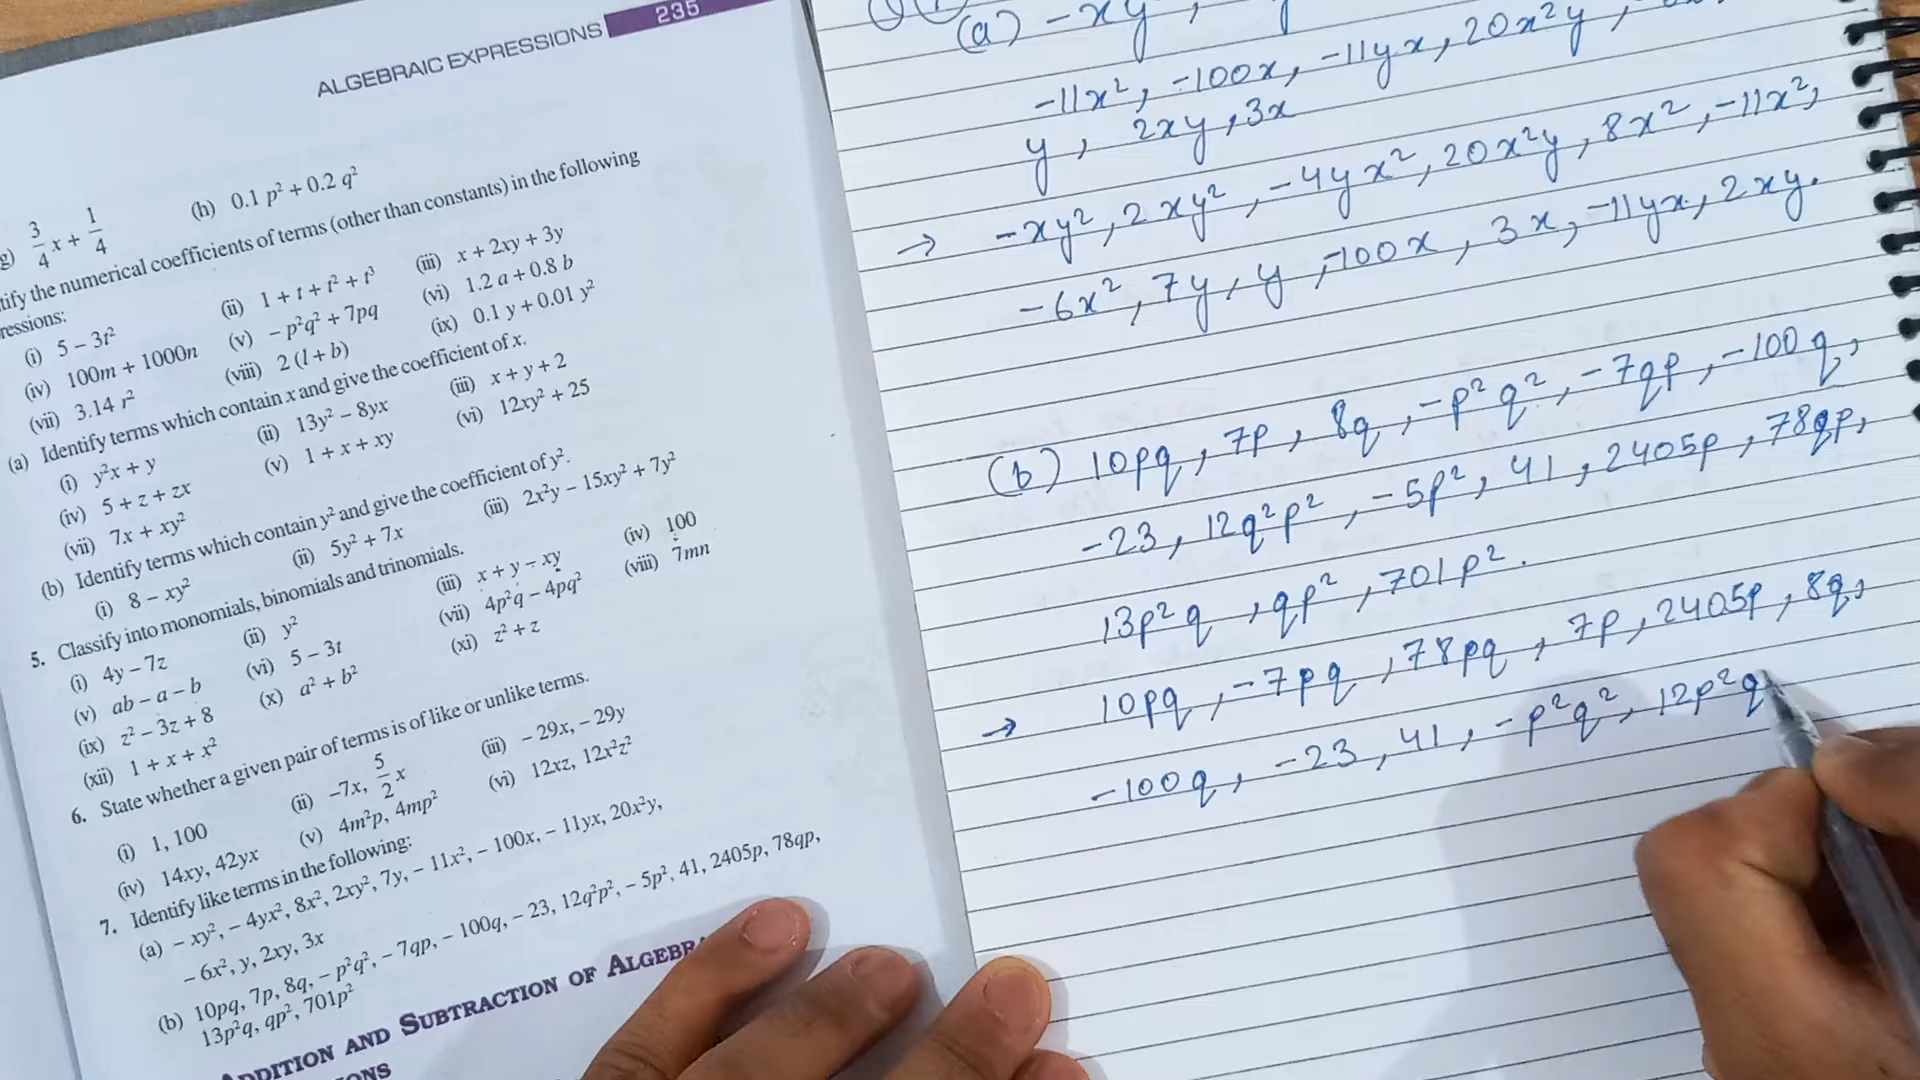 235
ALGEBRAIC EXPRESSIONS
g) 3/4 x + 1/4 (h) 0.1 p² + 0.2 q²
tify the numerical coefficients of terms (other than constants) in the following
ressions:
(i) 5 – 3t² (ii) 1 + t + t² + t³ (iii) x + 2xy + 3y
(iv) 100m + 1000n (v) – p²q² + 7pq (vi) 1.2 a + 0.8 b
(vii) 3.14 r² (viii) 2 (l + b) (ix) 0.1 y + 0.01 y²
(a) Identify terms which contain x and give the coefficient of x.
(i) y²x + y (ii) 13y² – 8yx (iii) x + y + 2
(iv) 5 + z + zx (v) 1 + x + xy (vi) 12xy² + 25
(vii) 7x + xy²
(b) Identify terms which contain y² and give the coefficient of y².
(i) 8 – xy² (ii) 5y² + 7x (iii) 2x²y – 15xy² + 7y²
5. Classify into monomials, binomials and trinomials.
(i) 4y – 7z (ii) y² (iii) x + y – xy (iv) 100
(v) ab – a – b (vi) 5 – 3t (vii) 4p²q – 4pq² (viii) 7mn
(ix) z² – 3z + 8 (x) a² + b² (xi) z² + z
(xii) 1 + x + x²
6. State whether a given pair of terms is of like or unlike terms.
(i) 1, 100 (ii) –7x, 5/2 x (iii) – 29x, – 29y
(iv) 14xy, 42yx (v) 4m²p, 4mp² (vi) 12xz, 12x²z²
7. Identify like terms in the following:
(a) – xy², – 4yx², 8x², 2xy², 7y, – 11x², – 100x, – 11yx, 20x²y,
– 6x², y, 2xy, 3x
(b) 10pq, 7p, 8q, – p²q², – 7qp, – 100q, – 23, 12q²p², – 5p², 41, 2405p, 78qp,
13p²q, qp², 701p²
ADDITION AND SUBTRACTION OF ALGEBRA
(a) -xy
-11x², -100x, -11yx, 20x²y,
y, 2xy, 3x
→ -xy², 2xy², -4yx², 20x²y, 8x², -11x²,
-6x², 7y, y, -100x, 3x, -11yx, 2xy.
(b) 10pq, 7p, 8q, -p²q², -7qp, -100q,
-23, 12q²p², -5p², 41, 2405p, 78qp,
13p²q, qp², 701p².
→ 10pq, -7pq, 78pq, 7p, 2405p, 8q,
-100q, -23, 41, -p²q², 12p²q